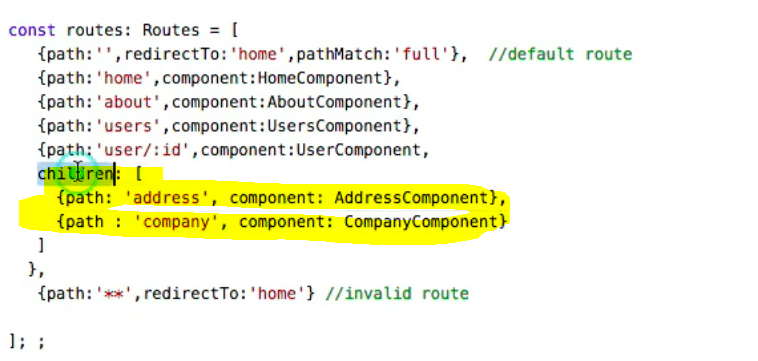 const routes: Routes = [
{path:'',redirectTo:'home',pathMatch:'full'}, //default route
{path:'home',component:HomeComponent},
{path:'about',component:AboutComponent},
{path:'users',component:UsersComponent},
{path:'user/:id',component:UserComponent,
children: [
{path: 'address', component: AddressComponent},
{path : 'company', component: CompanyComponent}
]
},
{path:'**',redirectTo:'home'} //invalid route
]; ;